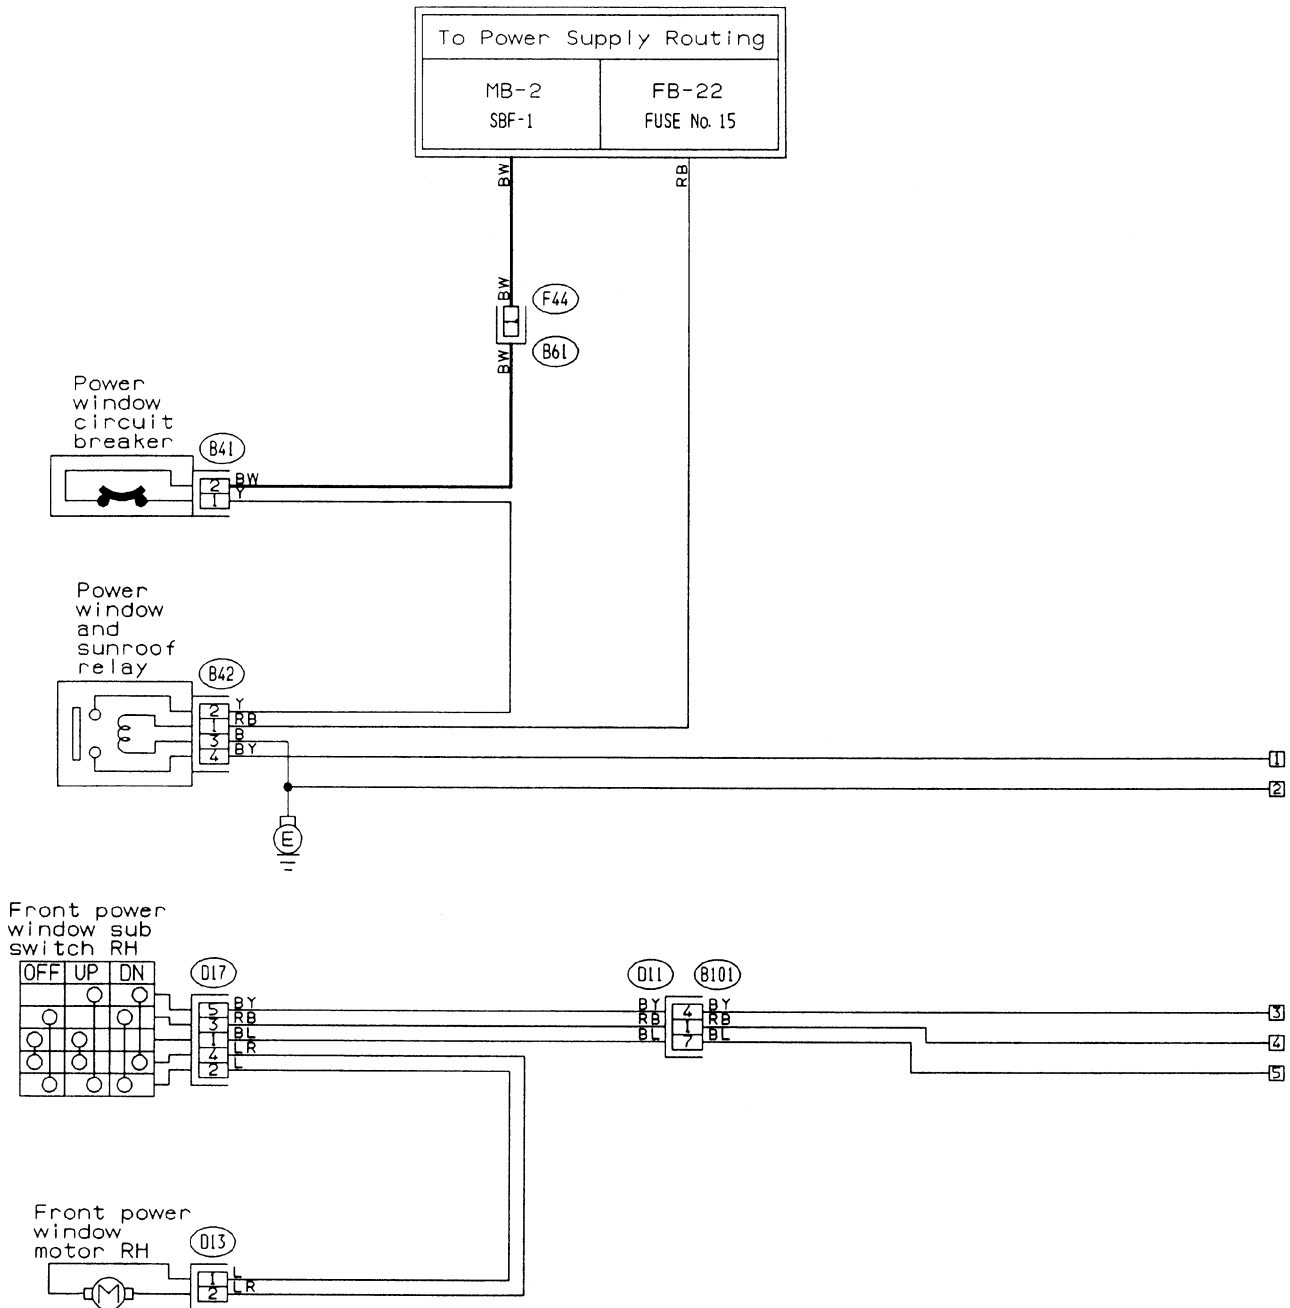 To Power Supply Routing
MB-2
SBF-1
FB-22
FUSE No. 15
BW
RB
BW
F44
BW
B61
Power
window
circuit
breaker
B41
2 BW
1 Y
Power
window
and
sunroof
relay
B42
2 Y
1 RB
3 B
4 BY
1
2
E
Front power
window sub
switch RH
OFF UP DN
D17
5 BY
3 RB
1 BL
4 LR
2 L
D11
B101
BY 4 BY
RB 1 RB
BL 7 BL
3
4
5
Front power
window
motor RH
D13
M
1 L
2 LR